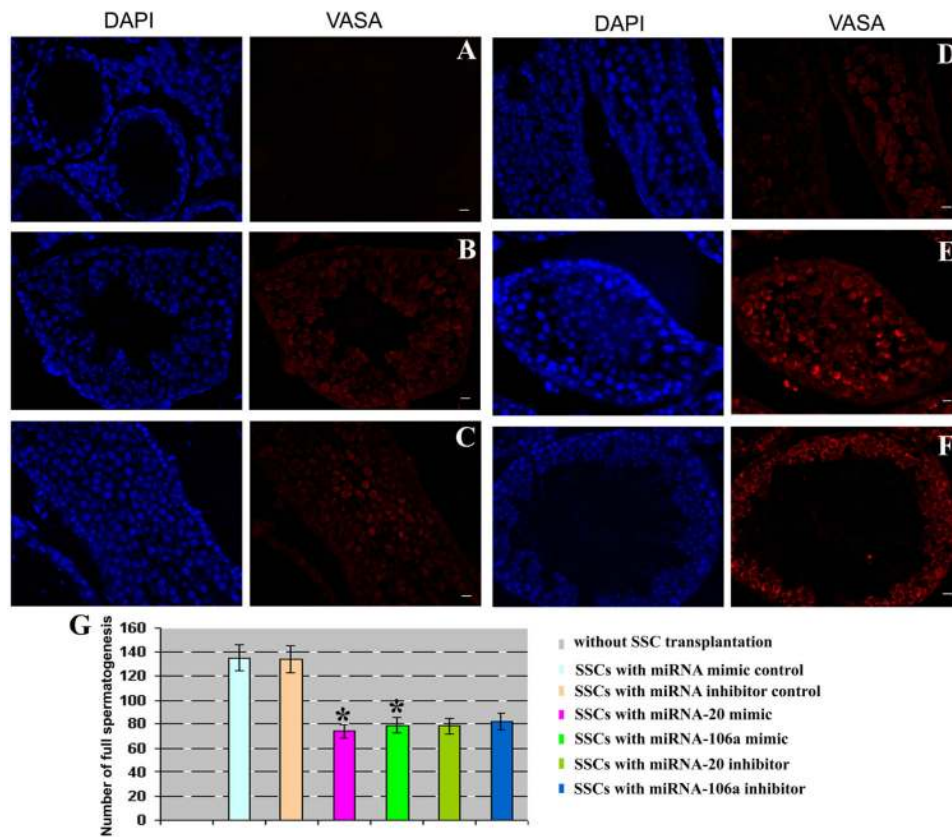 DAPI VASA DAPI VASA
A
D
B
E
C
F
G
Number of full spermatogenesis
160
140
120
100
80
60
40
20
0
* *
without SSC transplantation
SSCs with miRNA mimic control
SSCs with miRNA inhibitor control
SSCs with miRNA-20 mimic
SSCs with miRNA-106a mimic
SSCs with miRNA-20 inhibitor
SSCs with miRNA-106a inhibitor